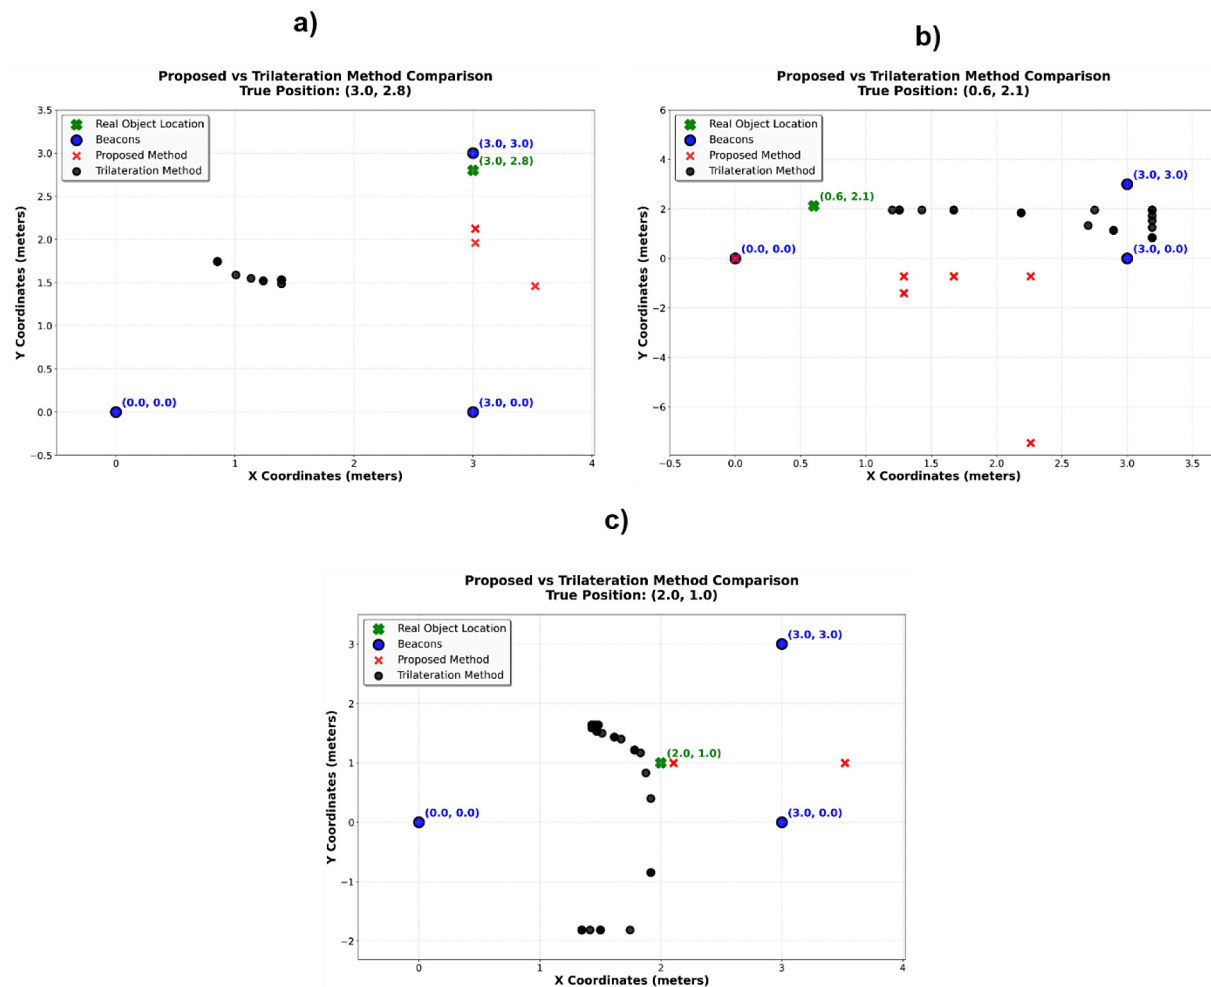 a)
Proposed vs Trilateration Method Comparison
True Position: (3.0, 2.8)
Real Object Location
Beacons
Proposed Method
Trilateration Method
(3.0, 3.0)
(3.0, 2.8)
(0.0, 0.0)
(3.0, 0.0)
3.5
3.0
2.5
2.0
1.5
1.0
0.5
0.0
−0.5
Y Coordinates (meters)
0 1 2 3 4
X Coordinates (meters)
b)
Proposed vs Trilateration Method Comparison
True Position: (0.6, 2.1)
Real Object Location
Beacons
Proposed Method
Trilateration Method
(3.0, 3.0)
(0.6, 2.1)
(0.0, 0.0)
(3.0, 0.0)
6
4
2
0
−2
−4
−6
Y Coordinates (meters)
−0.5 0.0 0.5 1.0 1.5 2.0 2.5 3.0 3.5
X Coordinates (meters)
c)
Proposed vs Trilateration Method Comparison
True Position: (2.0, 1.0)
Real Object Location
Beacons
Proposed Method
Trilateration Method
(3.0, 3.0)
(2.0, 1.0)
(0.0, 0.0)
(3.0, 0.0)
3
2
1
0
−1
−2
Y Coordinates (meters)
0 1 2 3 4
X Coordinates (meters)